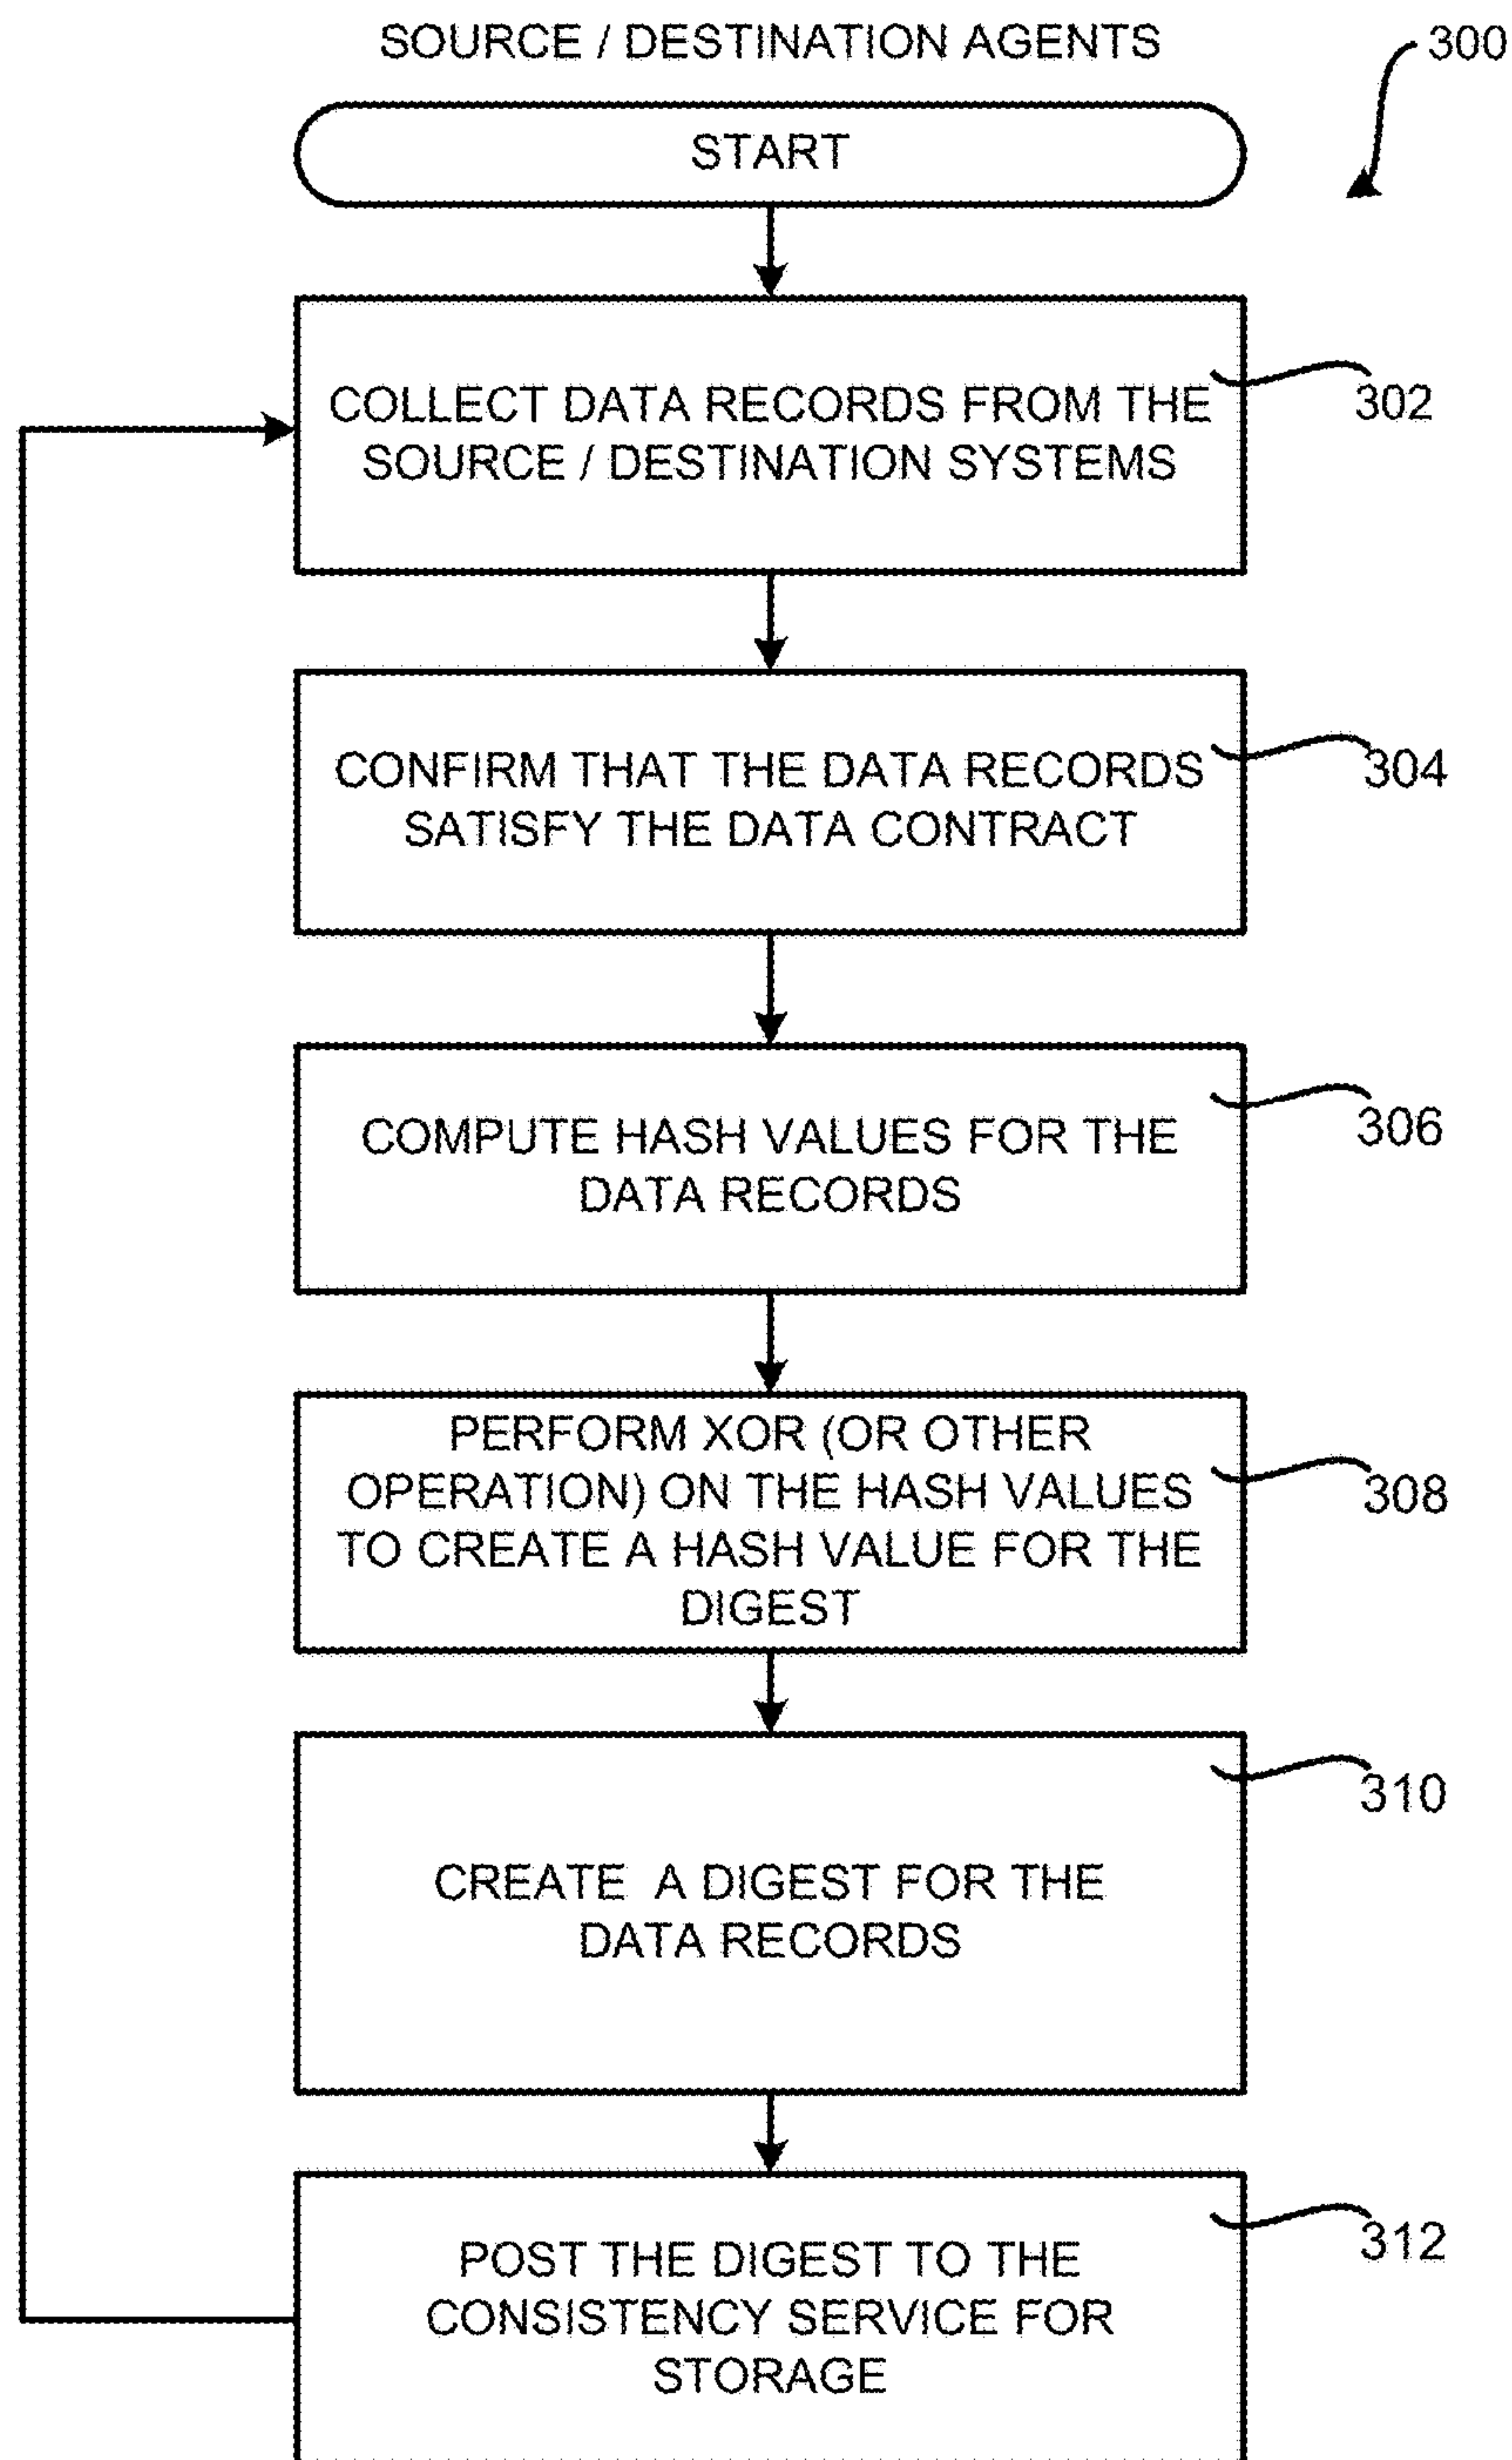 SOURCE / DESTINATION AGENTS
300
START
COLLECT DATA RECORDS FROM THE
SOURCE / DESTINATION SYSTEMS
302
CONFIRM THAT THE DATA RECORDS
SATISFY THE DATA CONTRACT
304
COMPUTE HASH VALUES FOR THE
DATA RECORDS
306
PERFORM XOR (OR OTHER
OPERATION) ON THE HASH VALUES
TO CREATE A HASH VALUE FOR THE
DIGEST
308
CREATE A DIGEST FOR THE
DATA RECORDS
310
POST THE DIGEST TO THE
CONSISTENCY SERVICE FOR
STORAGE
312